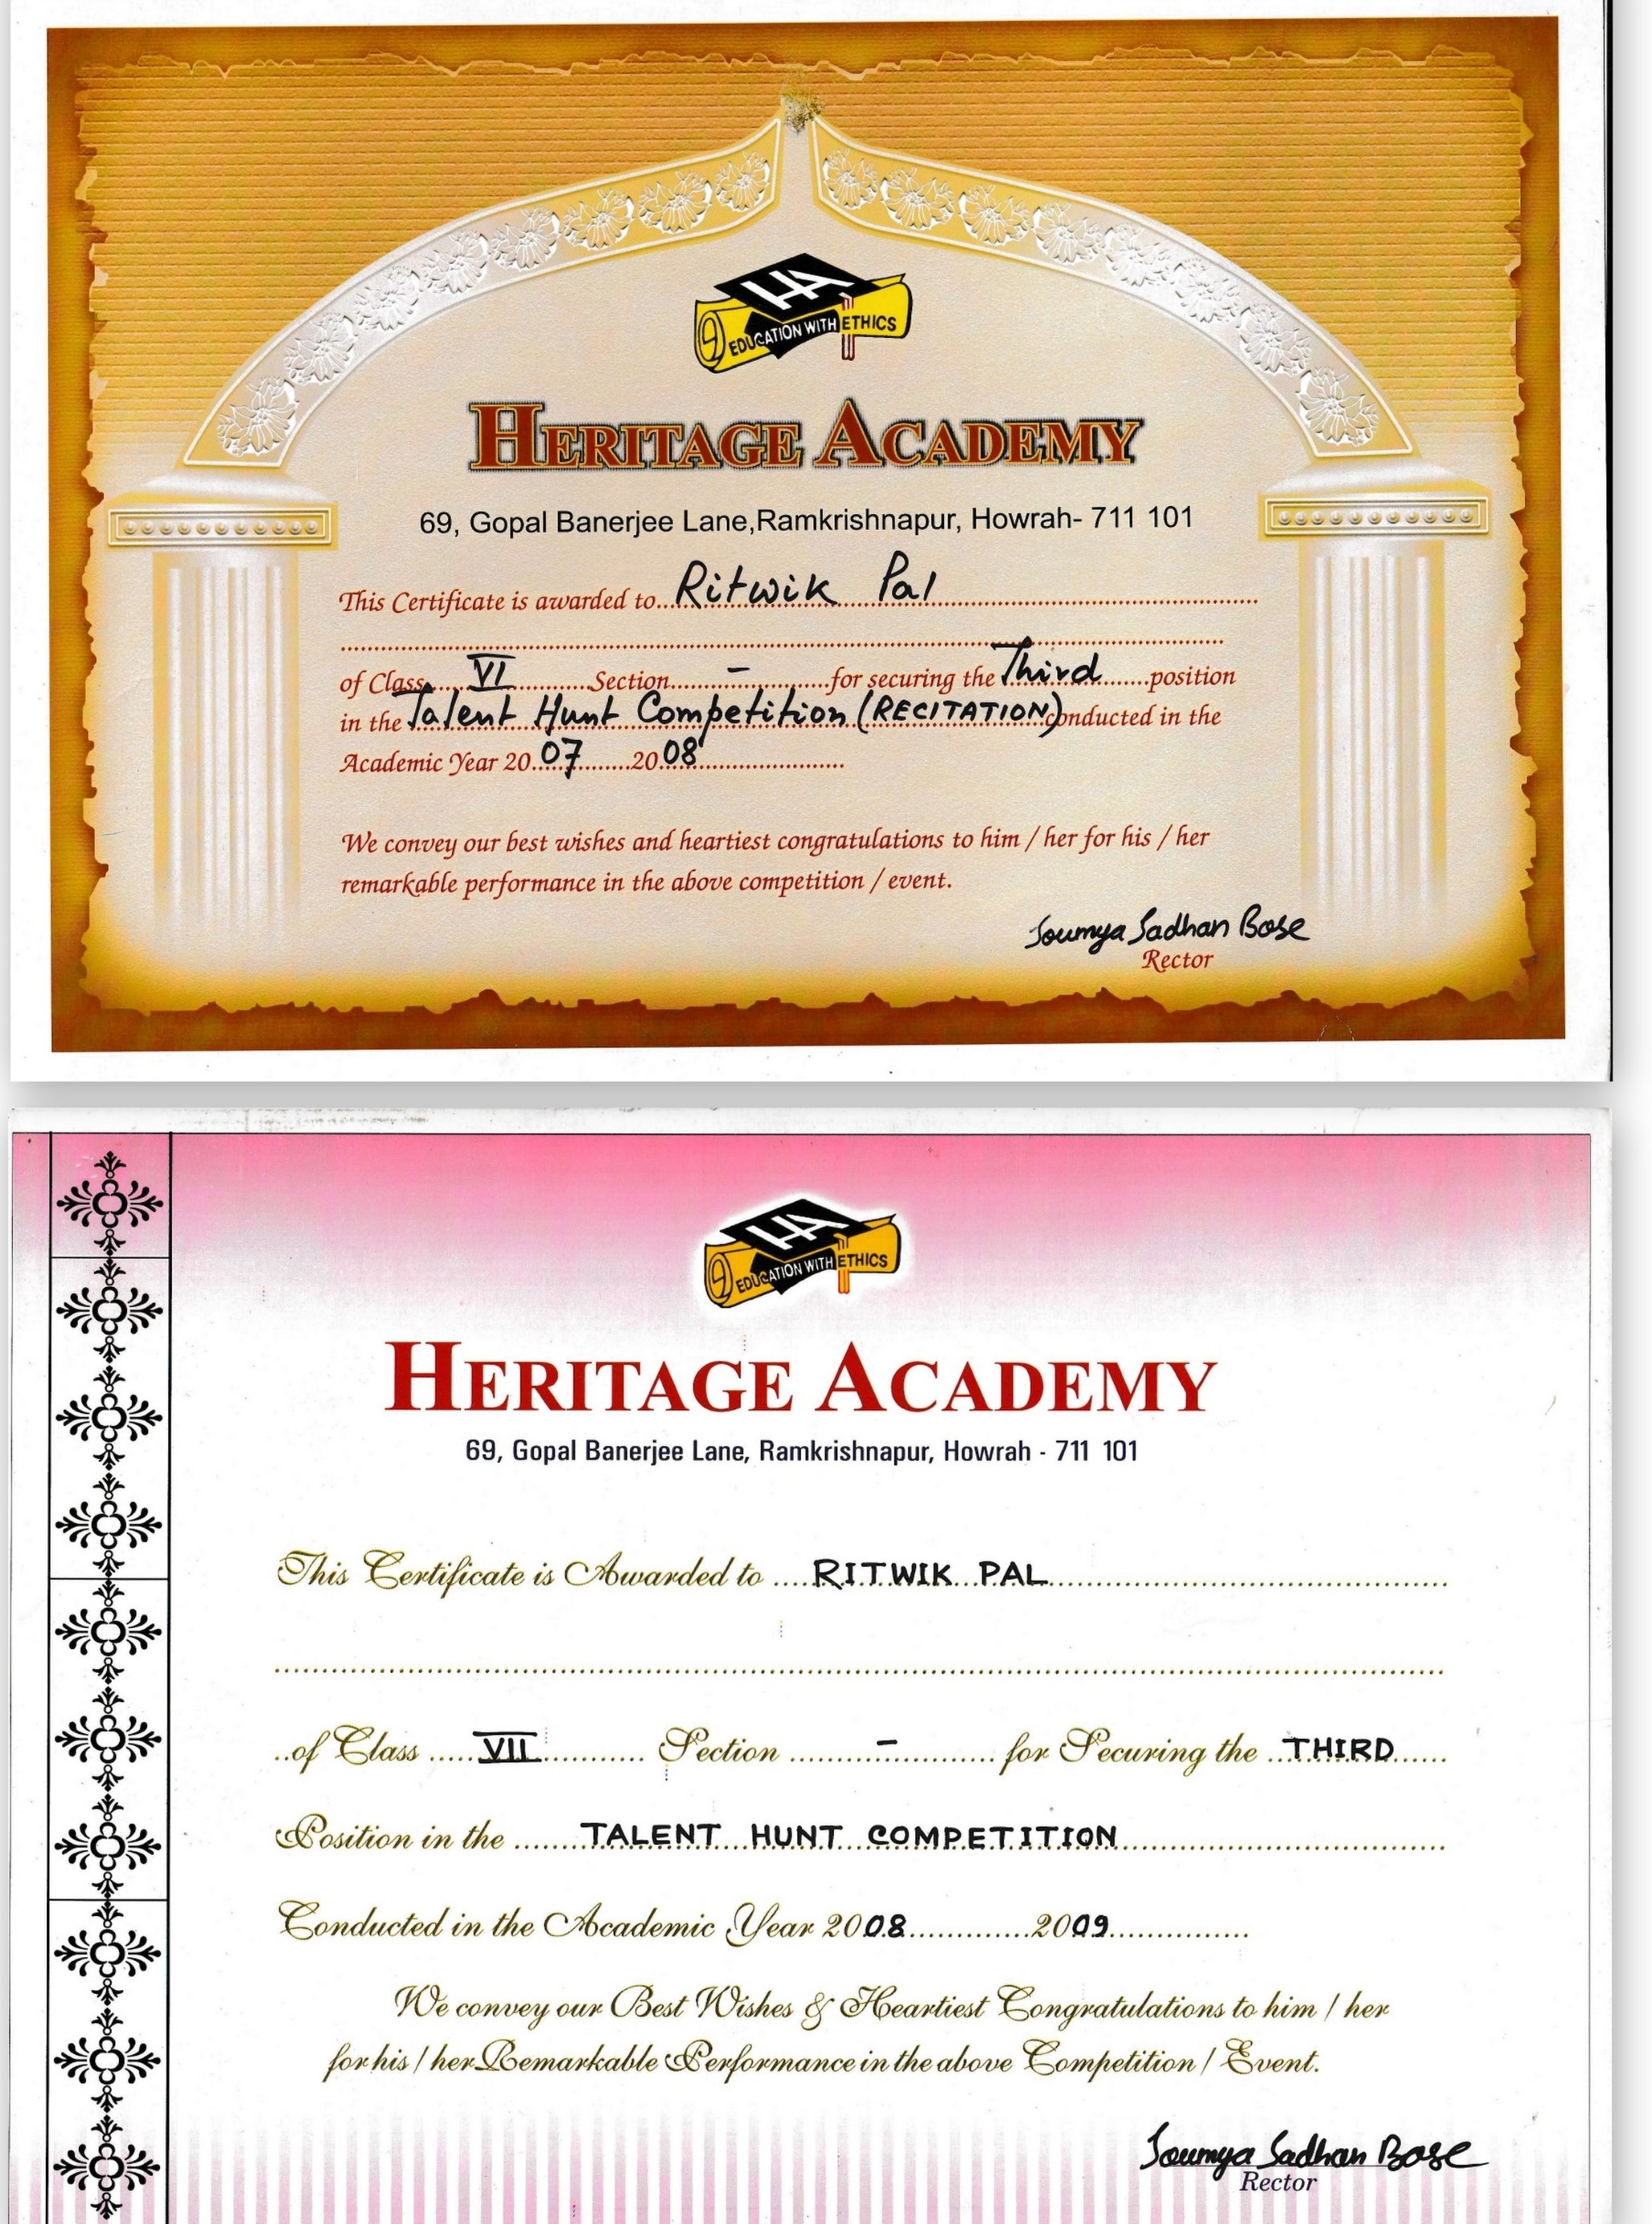 HA
EDUCATION WITH ETHICS
HERITAGE ACADEMY
69, Gopal Banerjee Lane,Ramkrishnapur, Howrah- 711 101
This Certificate is awarded to...Ritwik Pal
of Class VI Section - for securing the Third position
in the Talent Hunt Competition (RECITATION) conducted in the
Academic Year 20 07 20 08
We convey our best wishes and heartiest congratulations to him / her for his / her
remarkable performance in the above competition / event.
Soumya Sadhan Bose
Rector
HA
EDUCATION WITH ETHICS
HERITAGE ACADEMY
69, Gopal Banerjee Lane, Ramkrishnapur, Howrah - 711 101
This Certificate is Awarded to ....RITWIK PAL
..of Class VII Section - for Securing the THIRD
Position in the TALENT HUNT COMPETITION
Conducted in the Academic Year 2008 2009
We convey our Best Wishes & Heartiest Congratulations to him / her
for his / her Remarkable Performance in the above Competition / Event.
Soumya Sadhan Bose
Rector